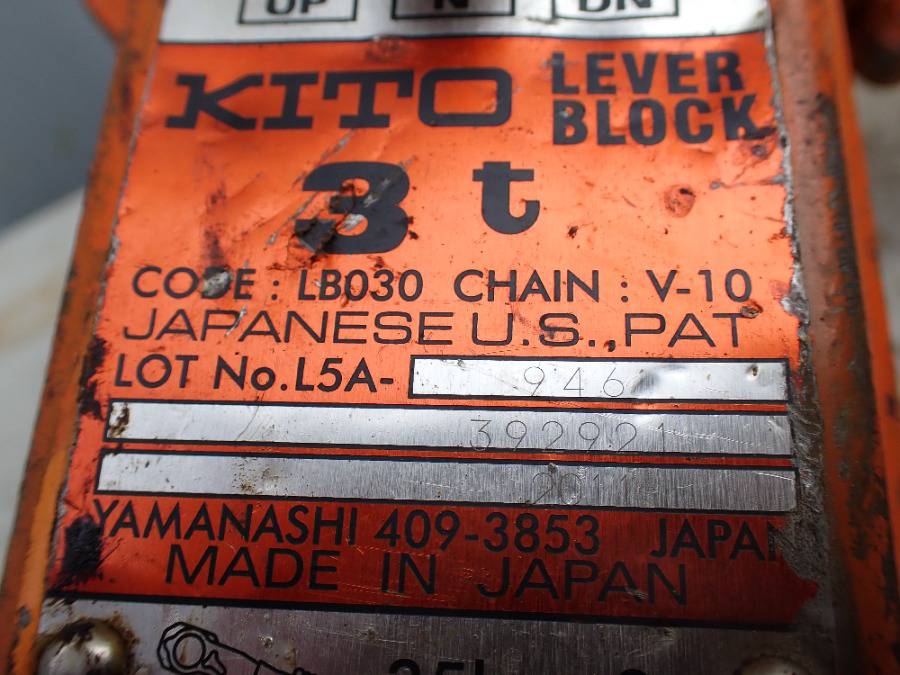 UP N DN
KITO LEVER BLOCK
3 t
CODE : LB030 CHAIN : V-10
JAPANESE U.S., PAT
LOT No. L5A- 946
392921
YAMANASHI 409-3853 JAPAN
MADE IN JAPAN